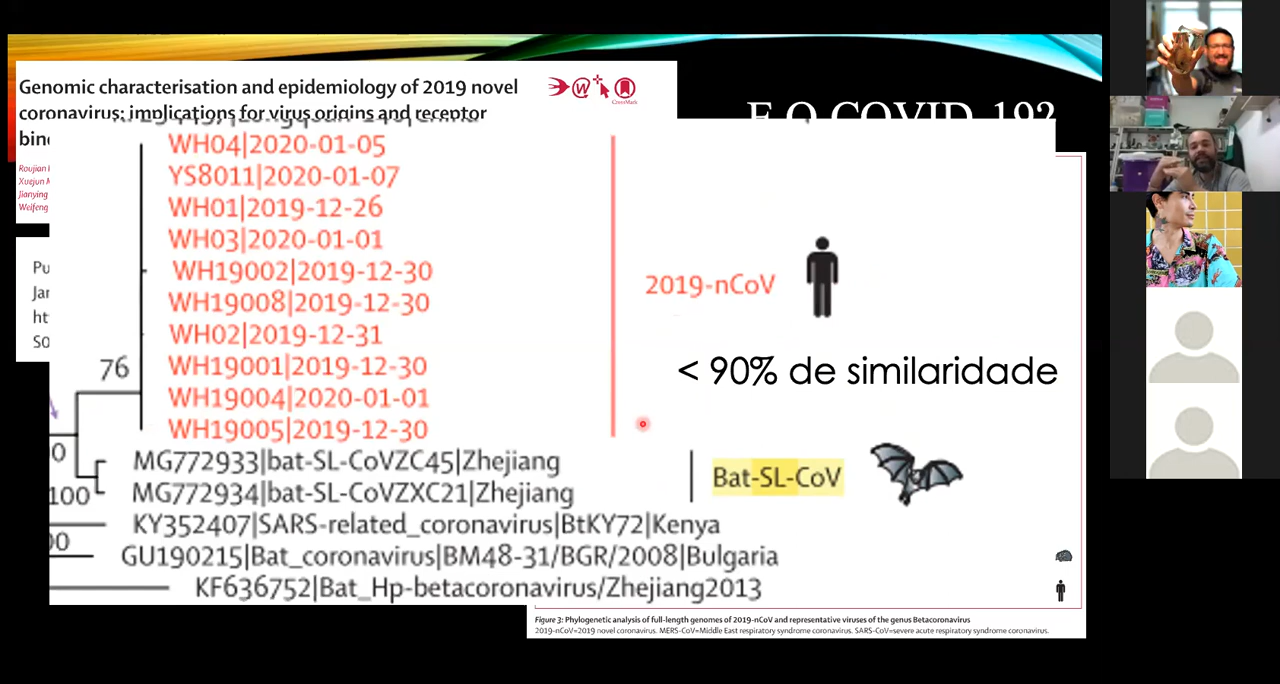 Genomic characterisation and epidemiology of 2019 novel
coronavirus: implications for virus origins and receptor
E O COVID-19?
WH04|2020-01-05
YS8011|2020-01-07
WH01|2019-12-26
WH03|2020-01-01
WH19002|2019-12-30
WH19008|2019-12-30
WH02|2019-12-31
WH19001|2019-12-30
WH19004|2020-01-01
WH19005|2019-12-30
2019-nCoV
< 90% de similaridade
76
0
100
MG772933|bat-SL-CoVZC45|Zhejiang
MG772934|bat-SL-CoVZXC21|Zhejiang
Bat-SL-CoV
KY352407|SARS-related_coronavirus|BtKY72|Kenya
GU190215|Bat_coronavirus|BM48-31/BGR/2008|Bulgaria
KF636752|Bat_Hp-betacoronavirus/Zhejiang2013
Figure 3: Phylogenetic analysis of full-length genomes of 2019-nCoV and representative viruses of the genus Betacoronavirus
2019-nCoV=2019 novel coronavirus. MERS-CoV=Middle East respiratory syndrome coronavirus. SARS-CoV=severe acute respiratory syndrome coronavirus.